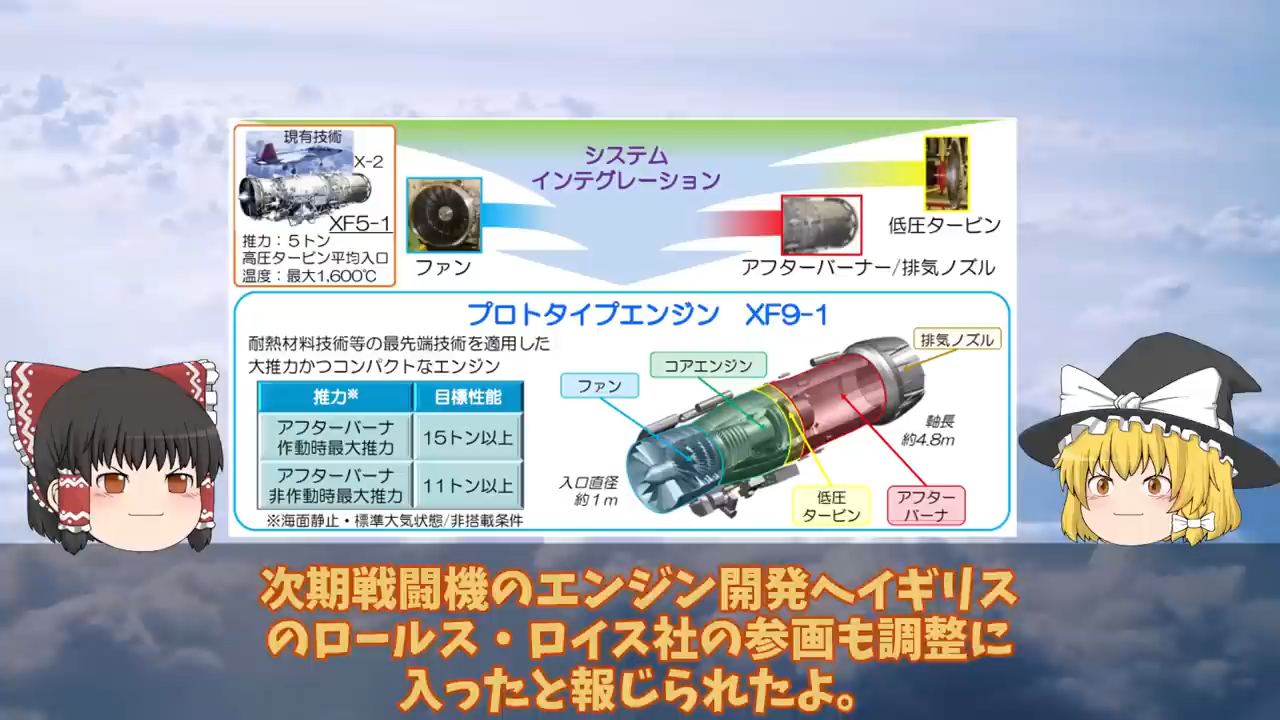 現有技術
X-2
XF5-1
推力：５トン
高圧タービン平均入口
温度：最大1,600℃
ファン
システム
インテグレーション
低圧タービン
アフターバーナー/排気ノズル
プロトタイプエンジン　XF9-1
耐熱材料技術等の最先端技術を適用した
大推力かつコンパクトなエンジン
推力※
目標性能
アフターバーナ
作動時最大推力
15トン以上
アフターバーナ
非作動時最大推力
11トン以上
※海面静止・標準大気状態/非搭載条件
ファン
コアエンジン
排気ノズル
軸長
約4.8m
入口直径
約１m
低圧
タービン
アフター
バーナ
次期戦闘機のエンジン開発へイギリス
のロールス・ロイス社の参画も調整に
入ったと報じられたよ。